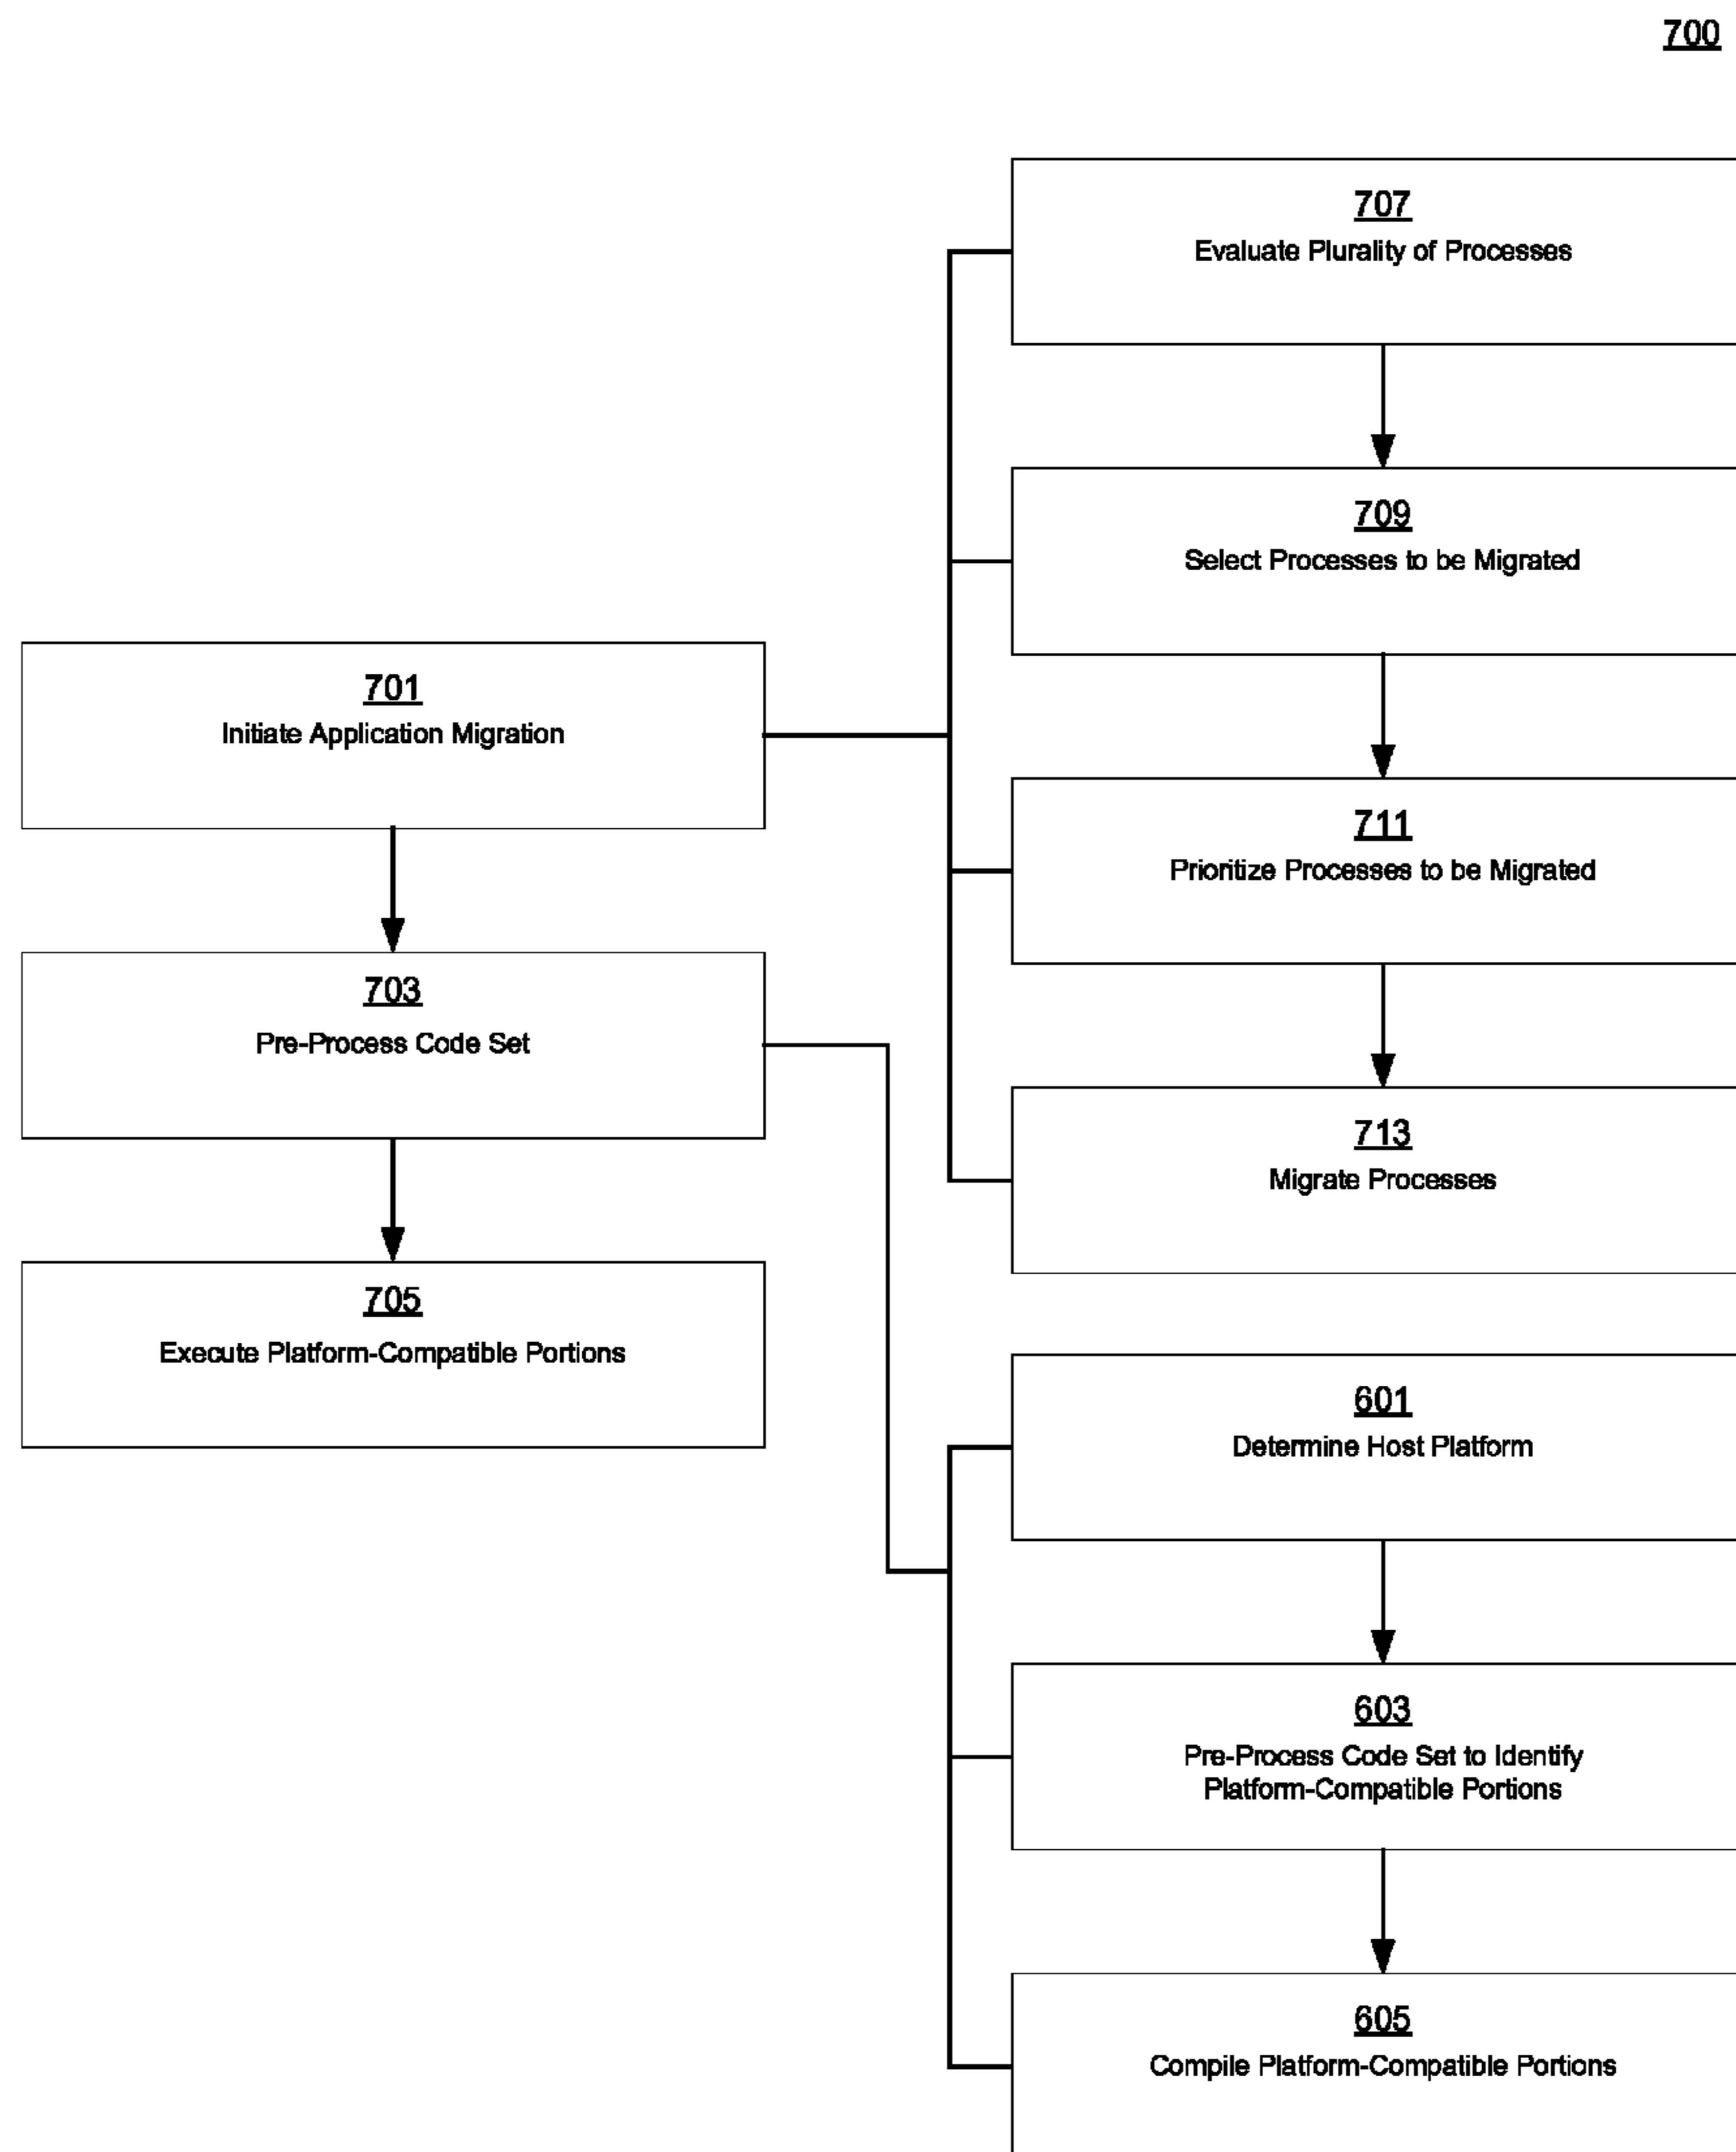 700
707
Evaluate Plurality of Processes
709
Select Processes to be Migrated
701
Initiate Application Migration
711
Prioritize Processes to be Migrated
703
Pre-Process Code Set
713
Migrate Processes
705
Execute Platform-Compatible Portions
601
Determine Host Platform
603
Pre-Process Code Set to Identify
Platform-Compatible Portions
605
Compile Platform-Compatible Portions